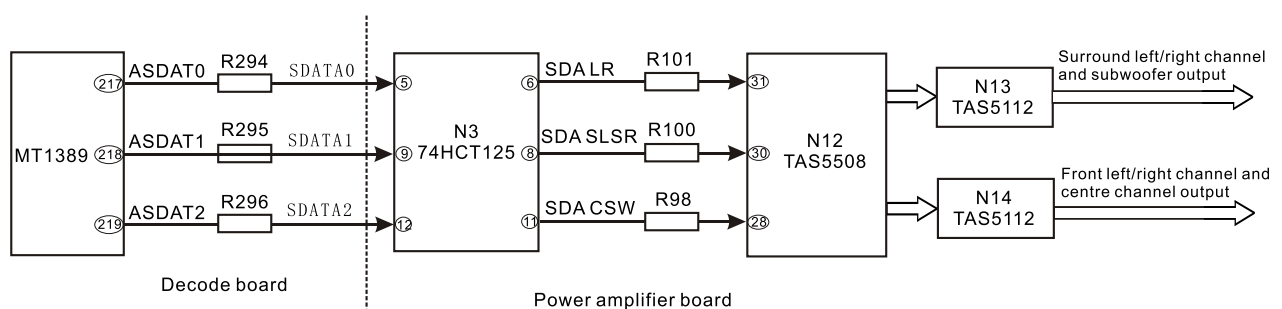 MT1389
217
ASDAT0
R294
SDATA0
218
ASDAT1
R295
SDATA1
219
ASDAT2
R296
SDATA2
Decode board
5
9
12
N3
74HCT125
6
8
11
SDA LR
R101
SDA SLSR
R100
SDA CSW
R98
31
30
28
N12
TAS5508
N13
TAS5112
Surround left/right channel
and subwoofer output
N14
TAS5112
Front left/right channel and
centre channel output
Power amplifier board